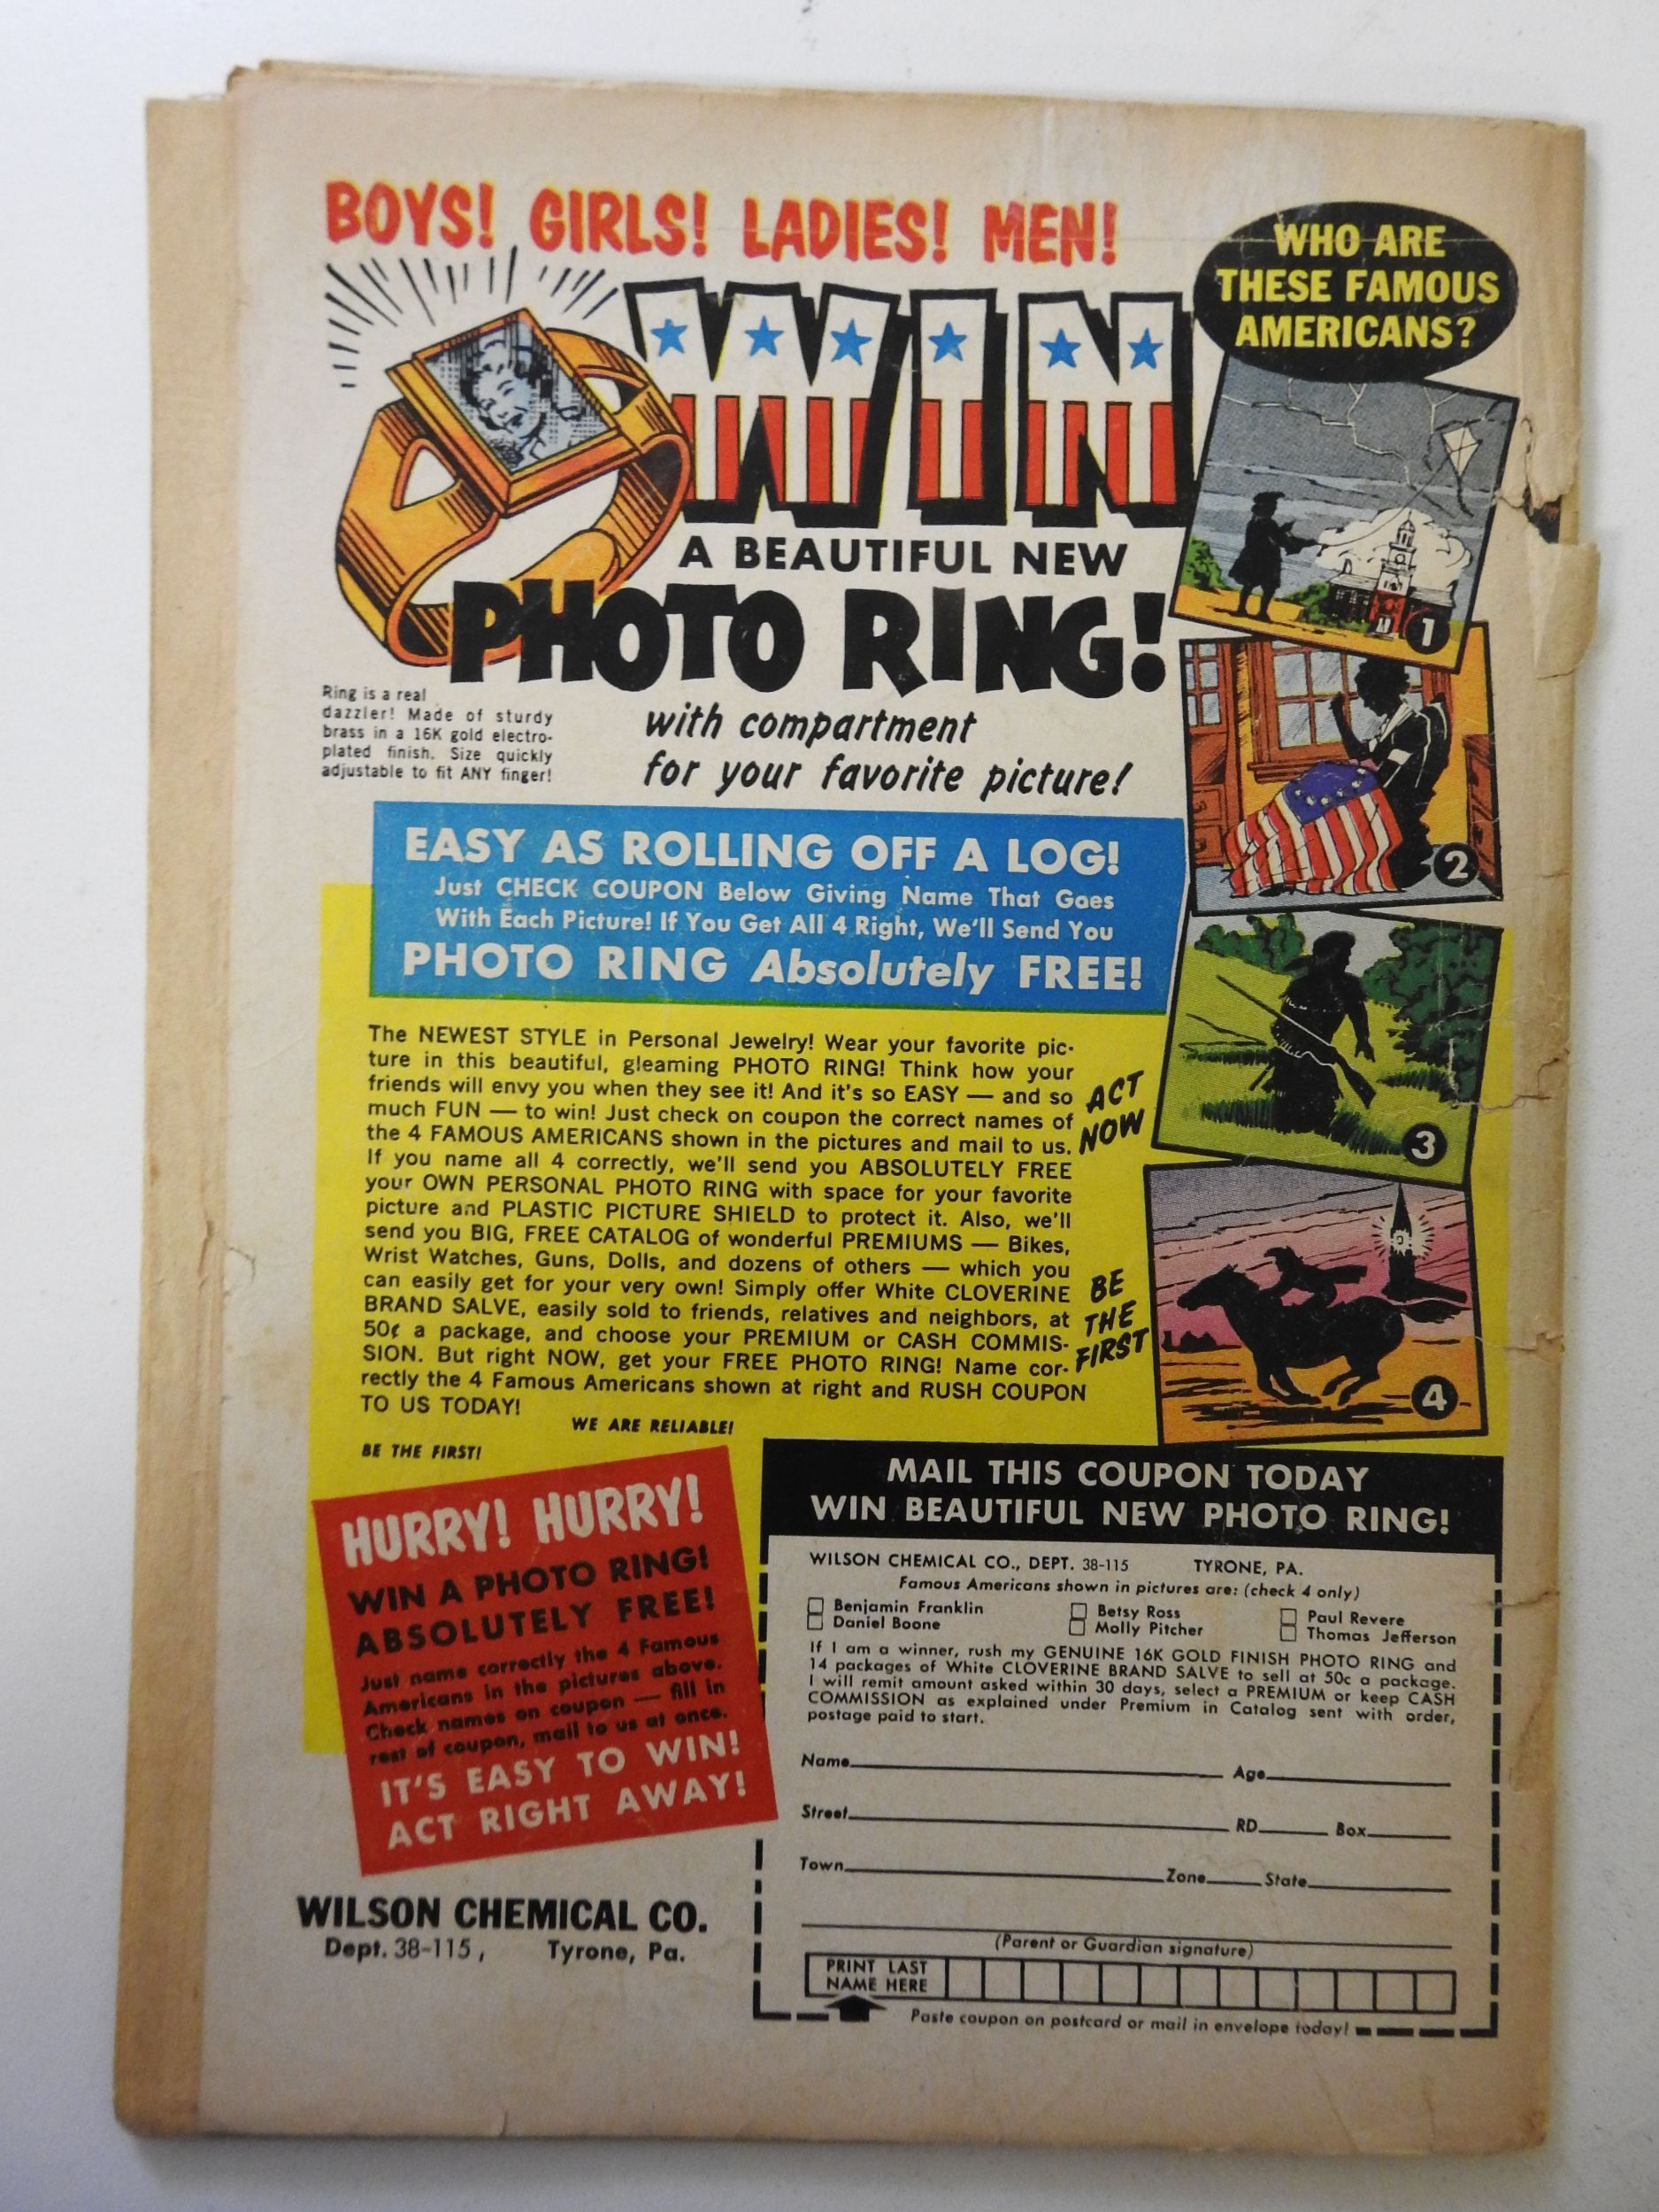 BOYS! GIRLS! LADIES! MEN!
WIN
A BEAUTIFUL NEW
PHOTO RING!
with compartment
for your favorite picture!
Ring is a real
dazzler! Made of sturdy
brass in a 16K gold electro-
plated finish. Size quickly
adjustable to fit ANY finger!
WHO ARE
THESE FAMOUS
AMERICANS?
1
2
3
4
EASY AS ROLLING OFF A LOG!
Just CHECK COUPON Below Giving Name That Goes
With Each Picture! If You Get All 4 Right, We'll Send You
PHOTO RING Absolutely FREE!
The NEWEST STYLE in Personal Jewelry! Wear your favorite pic-
ture in this beautiful, gleaming PHOTO RING! Think how your
friends will envy you when they see it! And it's so EASY — and so
much FUN — to win! Just check on coupon the correct names of
the 4 FAMOUS AMERICANS shown in the pictures and mail to us.
If you name all 4 correctly, we'll send you ABSOLUTELY FREE
your OWN PERSONAL PHOTO RING with space for your favorite
picture and PLASTIC PICTURE SHIELD to protect it. Also, we'll
send you BIG, FREE CATALOG of wonderful PREMIUMS — Bikes,
Wrist Watches, Guns, Dolls, and dozens of others — which you
can easily get for your very own! Simply offer White CLOVERINE
BRAND SALVE, easily sold to friends, relatives and neighbors, at
50¢ a package, and choose your PREMIUM or CASH COMMIS-
SION. But right NOW, get your FREE PHOTO RING! Name cor-
rectly the 4 Famous Americans shown at right and RUSH COUPON
TO US TODAY!
WE ARE RELIABLE!
BE THE FIRST!
ACT
NOW
BE
THE
FIRST
HURRY! HURRY!
WIN A PHOTO RING!
ABSOLUTELY FREE!
Just name correctly the 4 Famous
Americans in the pictures above.
Check names on coupon — fill in
rest of coupon, mail to us at once.
IT'S EASY TO WIN!
ACT RIGHT AWAY!
WILSON CHEMICAL CO.
Dept. 38-115, Tyrone, Pa.
MAIL THIS COUPON TODAY
WIN BEAUTIFUL NEW PHOTO RING!
WILSON CHEMICAL CO., DEPT. 38-115 TYRONE, PA.
Famous Americans shown in pictures are: (check 4 only)
Benjamin Franklin Betsy Ross Paul Revere
Daniel Boone Molly Pitcher Thomas Jefferson
If I am a winner, rush my GENUINE 16K GOLD FINISH PHOTO RING and
14 packages of White CLOVERINE BRAND SALVE to sell at 50c a package.
I will remit amount asked within 30 days, select a PREMIUM or keep CASH
COMMISSION as explained under Premium in Catalog sent with order,
postage paid to start.
Name Age
Street RD Box
Town Zone State
(Parent or Guardian signature)
PRINT LAST
NAME HERE
Paste coupon on postcard or mail in envelope today!